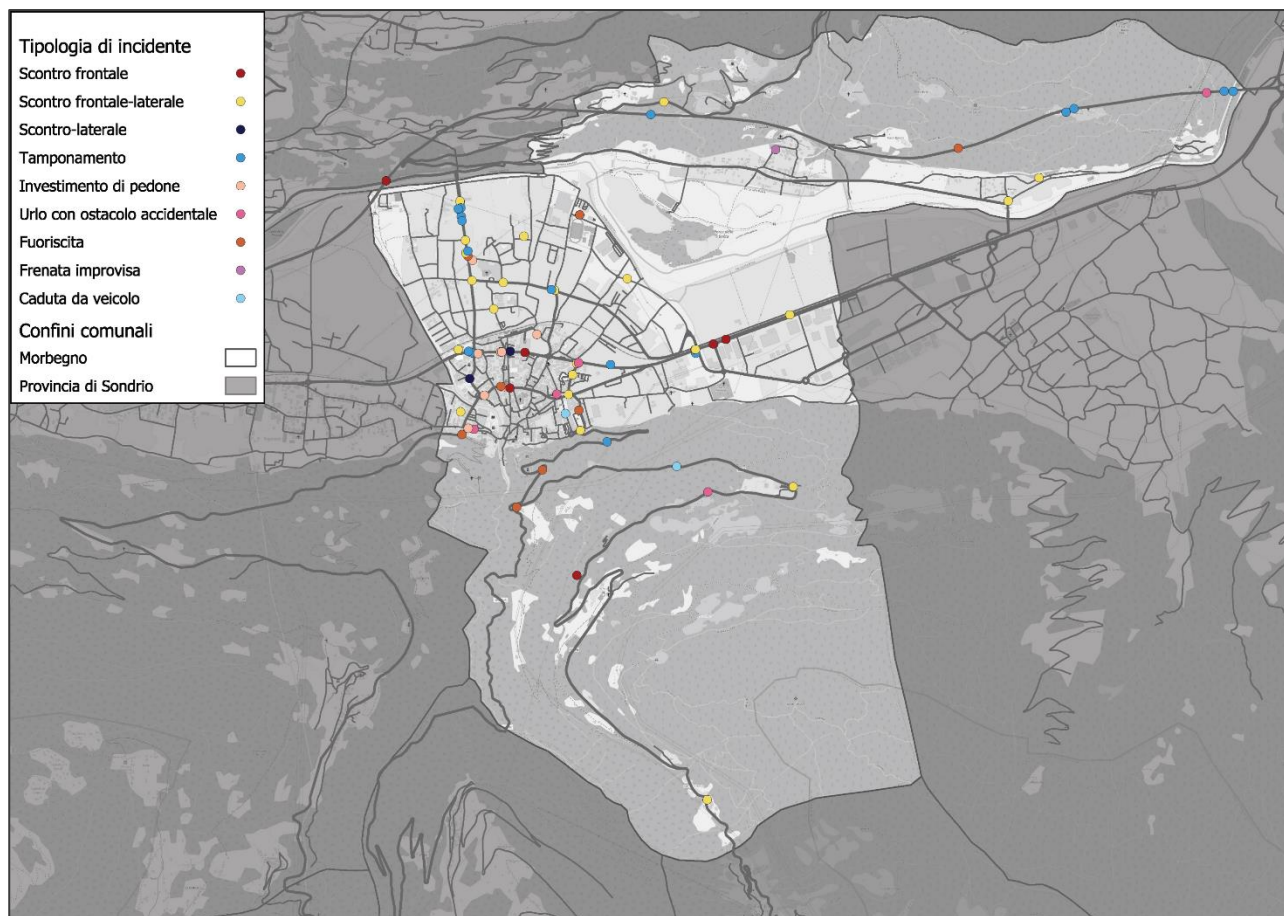 Tipologia di incidente
Scontro frontale
Scontro frontale-laterale
Scontro-laterale
Tamponamento
Investimento di pedone
Urlo con ostacolo accidentale
Fuoriscita
Frenata improvisa
Caduta da veicolo
Confini comunali
Morbegno
Provincia di Sondrio